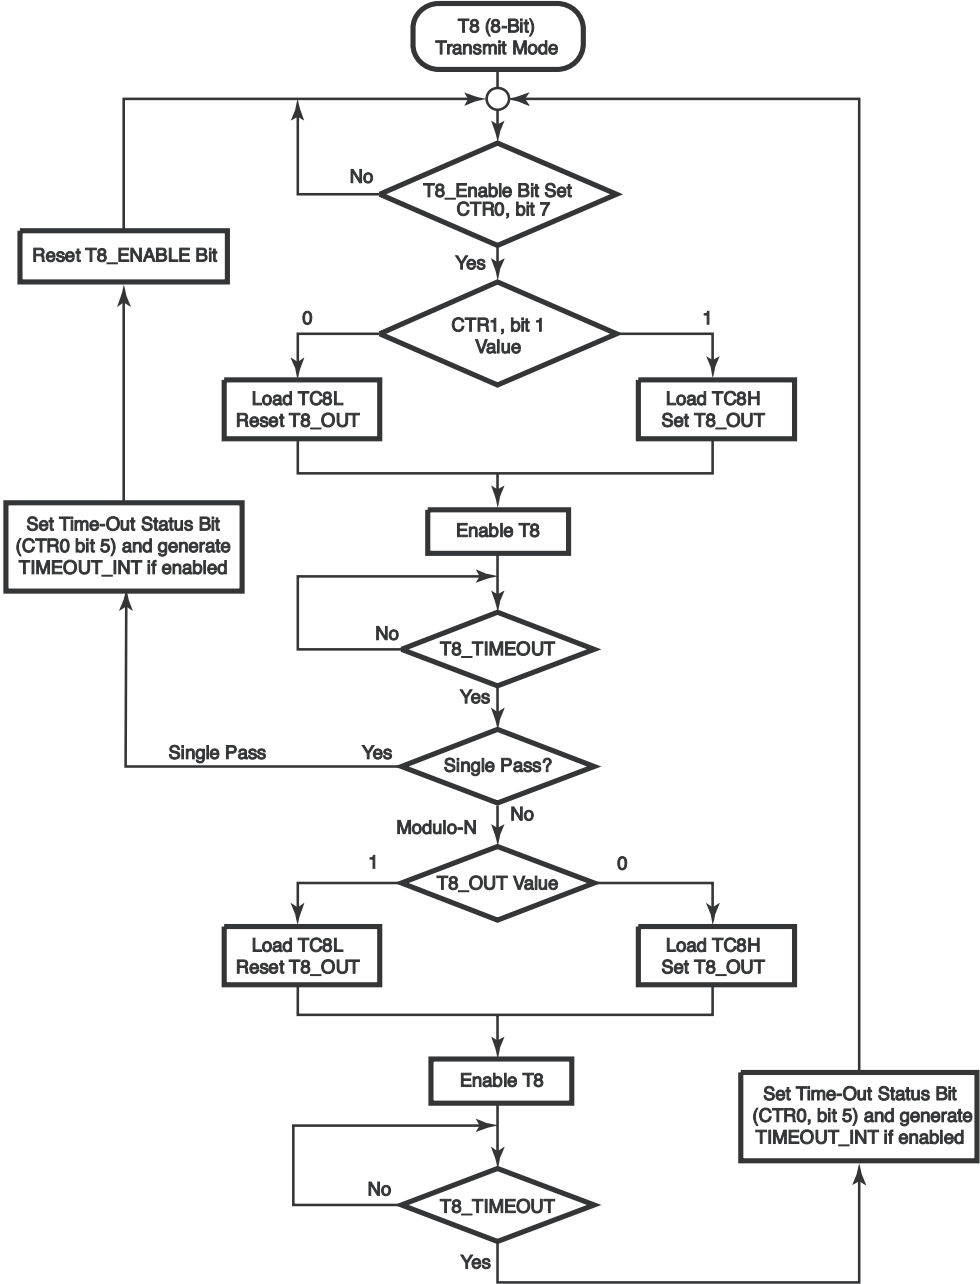 T8 (8-Bit)
Transmit Mode
No
T8_Enable Bit Set
CTR0, bit 7
Reset T8_ENABLE Bit
Yes
0
CTR1, bit 1
Value
1
Load TC8L
Reset T8_OUT
Load TC8H
Set T8_OUT
Set Time-Out Status Bit
(CTR0 bit 5) and generate
TIMEOUT_INT if enabled
Enable T8
No
T8_TIMEOUT
Yes
Single Pass
Yes
Single Pass?
No
Modulo-N
1
T8_OUT Value
0
Load TC8L
Reset T8_OUT
Load TC8H
Set T8_OUT
Enable T8
Set Time-Out Status Bit
(CTR0, bit 5) and generate
TIMEOUT_INT if enabled
No
T8_TIMEOUT
Yes